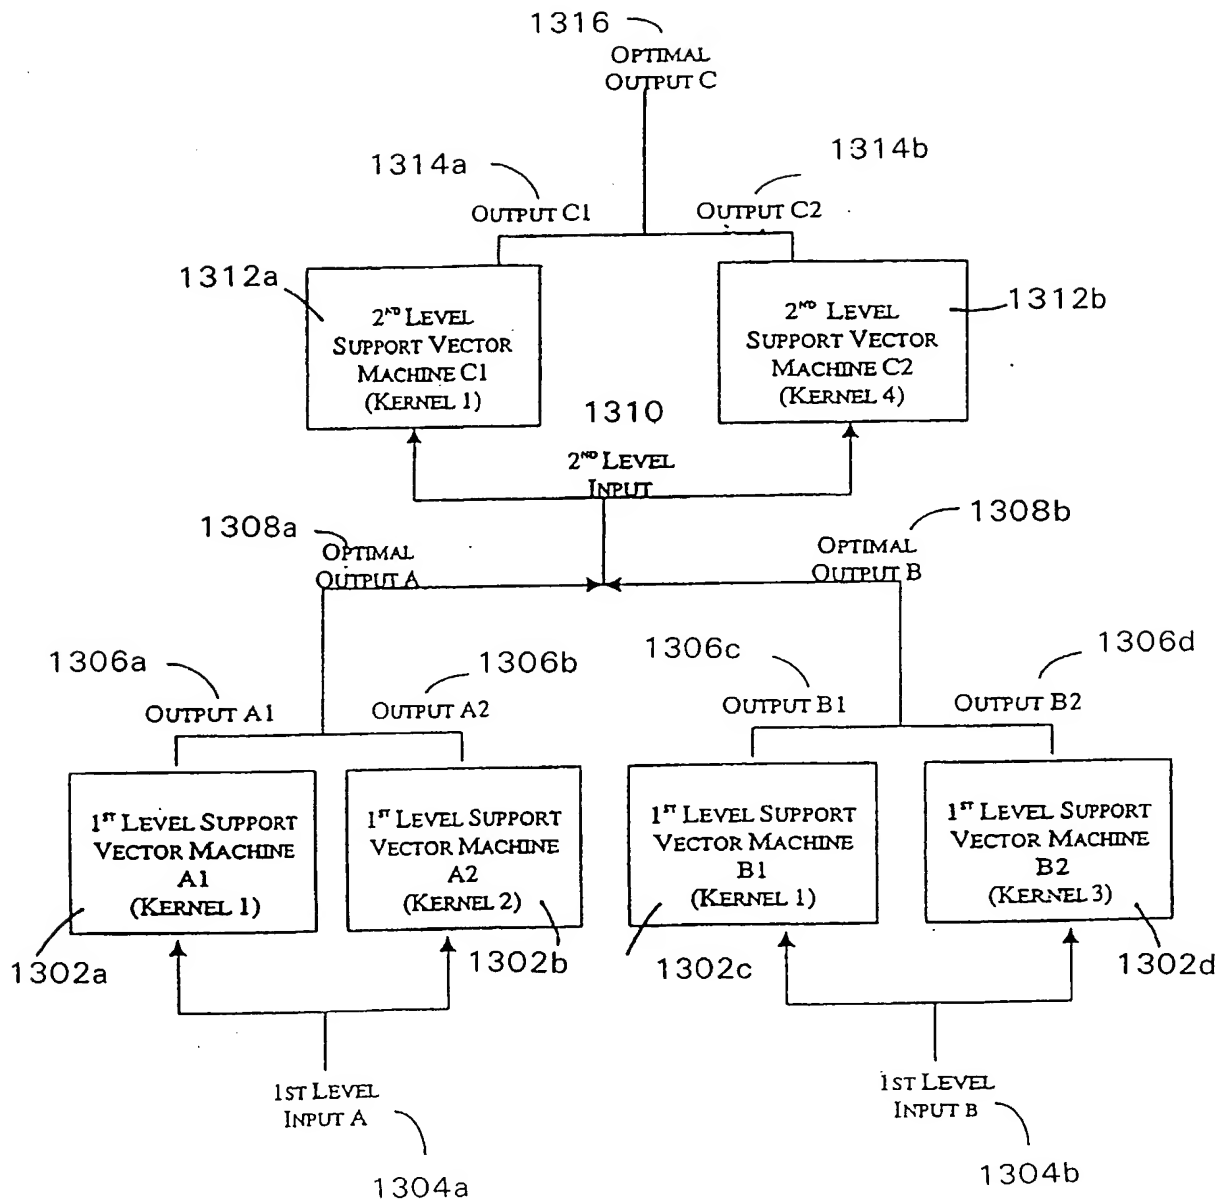 1316
OPTIMAL
OUTPUT C
1314a
1314b
OUTPUT C1
OUTPUT C2
1312a
1312b
2ND LEVEL
SUPPORT VECTOR
MACHINE C1
(KERNEL 1)
2ND LEVEL
SUPPORT VECTOR
MACHINE C2
(KERNEL 4)
1310
2ND LEVEL
INPUT
1308a
OPTIMAL
OUTPUT A
1308b
OPTIMAL
OUTPUT B
1306a
1306b
1306c
1306d
OUTPUT A1
OUTPUT A2
OUTPUT B1
OUTPUT B2
1ST LEVEL SUPPORT
VECTOR MACHINE
A1
(KERNEL 1)
1ST LEVEL SUPPORT
VECTOR MACHINE
A2
(KERNEL 2)
1ST LEVEL SUPPORT
VECTOR MACHINE
B1
(KERNEL 1)
1ST LEVEL SUPPORT
VECTOR MACHINE
B2
(KERNEL 3)
1302a
1302b
1302c
1302d
1ST LEVEL
INPUT A
1ST LEVEL
INPUT B
1304a
1304b